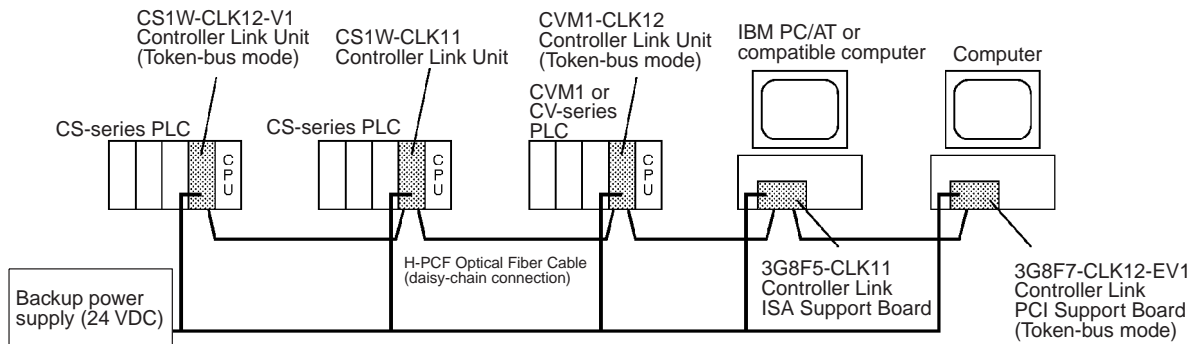 CS1W-CLK12-V1
Controller Link Unit
(Token-bus mode)
CS1W-CLK11
Controller Link Unit
CVM1-CLK12
Controller Link Unit
(Token-bus mode)
IBM PC/AT or
compatible computer
Computer
CS-series PLC
CS-series PLC
CVM1 or
CV-series
PLC
CPU
CPU
CPU
H-PCF Optical Fiber Cable
(daisy-chain connection)
3G8F5-CLK11
Controller Link
ISA Support Board
3G8F7-CLK12-EV1
Controller Link
PCI Support Board
(Token-bus mode)
Backup power
supply (24 VDC)